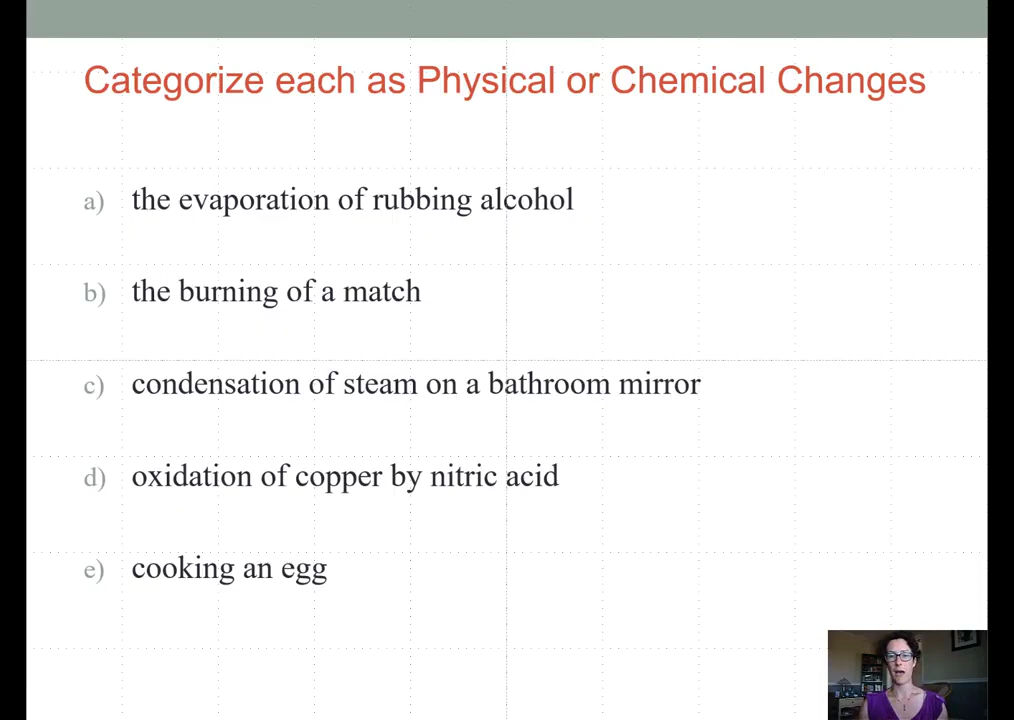 Categorize each as Physical or Chemical Changes
a) the evaporation of rubbing alcohol
b) the burning of a match
c) condensation of steam on a bathroom mirror
d) oxidation of copper by nitric acid
e) cooking an egg